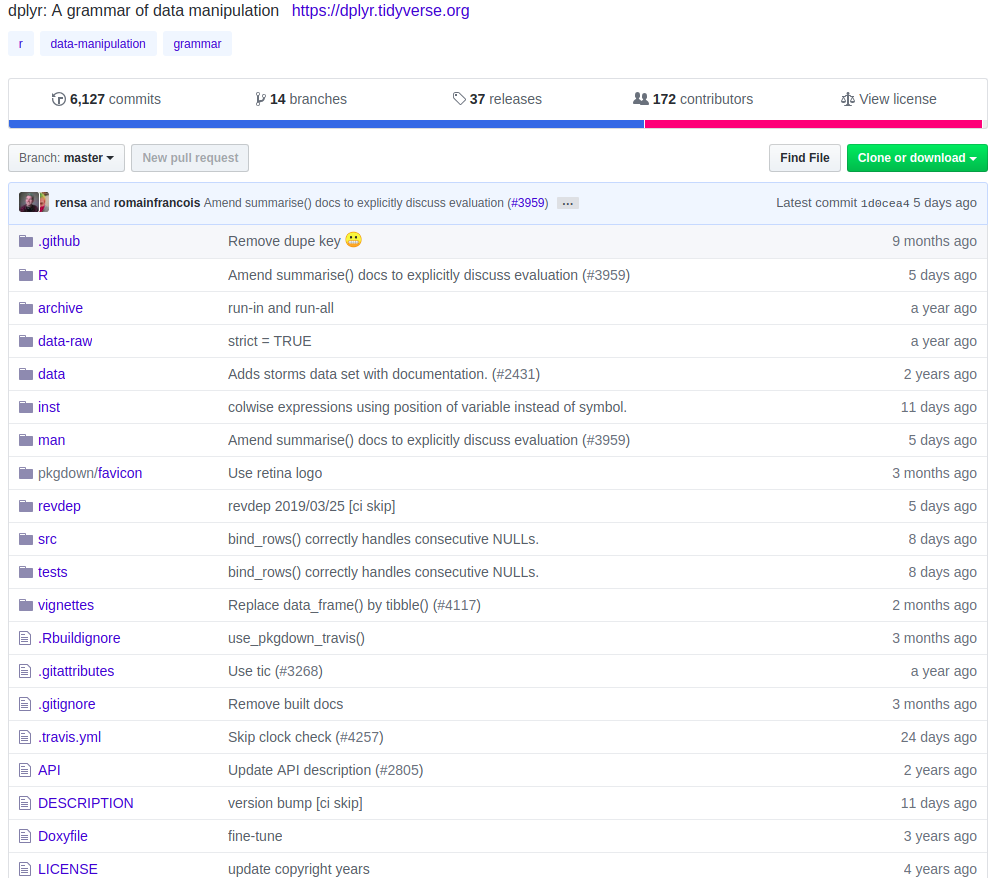 dplyr: A grammar of data manipulation https://dplyr.tidyverse.org
r data-manipulation grammar
6,127 commits 14 branches 37 releases 172 contributors View license
Branch: master New pull request Find File Clone or download
rensa and romainfrancois Amend summarise() docs to explicitly discuss evaluation (#3959) ... Latest commit 1d0cea4 5 days ago
.github Remove dupe key 😬 9 months ago
R Amend summarise() docs to explicitly discuss evaluation (#3959) 5 days ago
archive run-in and run-all a year ago
data-raw strict = TRUE a year ago
data Adds storms data set with documentation. (#2431) 2 years ago
inst colwise expressions using position of variable instead of symbol. 11 days ago
man Amend summarise() docs to explicitly discuss evaluation (#3959) 5 days ago
pkgdown/favicon Use retina logo 3 months ago
revdep revdep 2019/03/25 [ci skip] 5 days ago
src bind_rows() correctly handles consecutive NULLs. 8 days ago
tests bind_rows() correctly handles consecutive NULLs. 8 days ago
vignettes Replace data_frame() by tibble() (#4117) 2 months ago
.Rbuildignore use_pkgdown_travis() 3 months ago
.gitattributes Use tic (#3268) a year ago
.gitignore Remove built docs 3 months ago
.travis.yml Skip clock check (#4257) 24 days ago
API Update API description (#2805) 2 years ago
DESCRIPTION version bump [ci skip] 11 days ago
Doxyfile fine-tune 3 years ago
LICENSE update copyright years 4 years ago